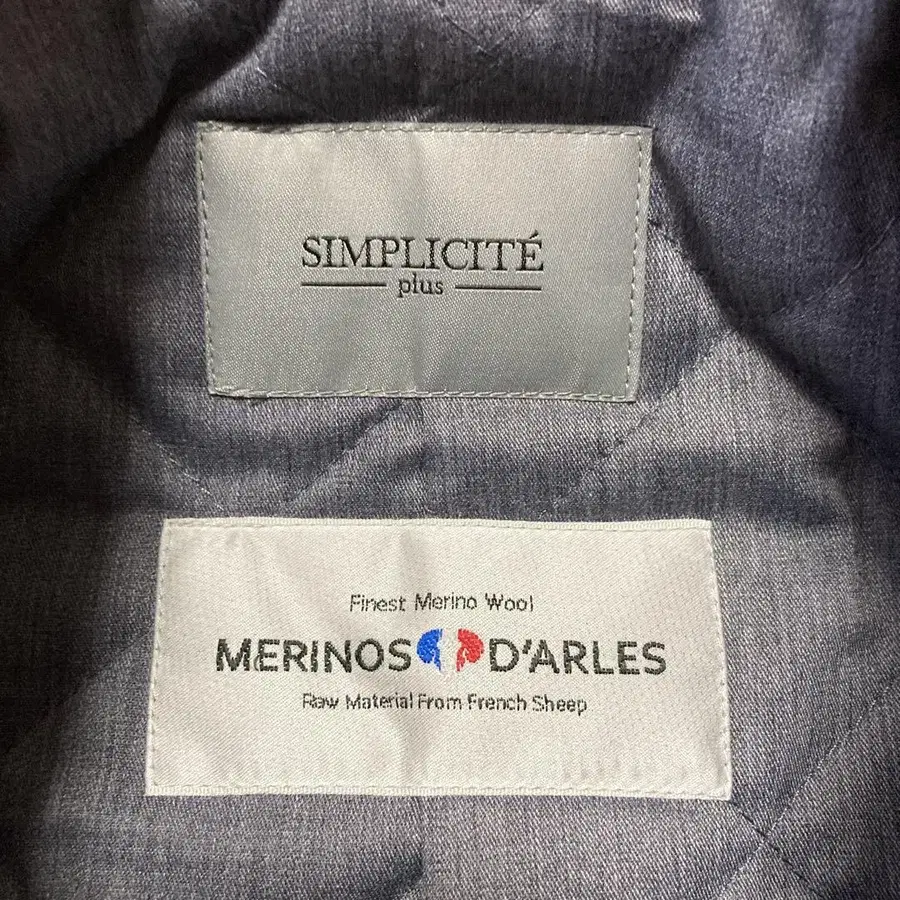 SIMPLICITÉ
plus
Finest Merino Wool
MERINOS D'ARLES
Raw Material From French Sheep